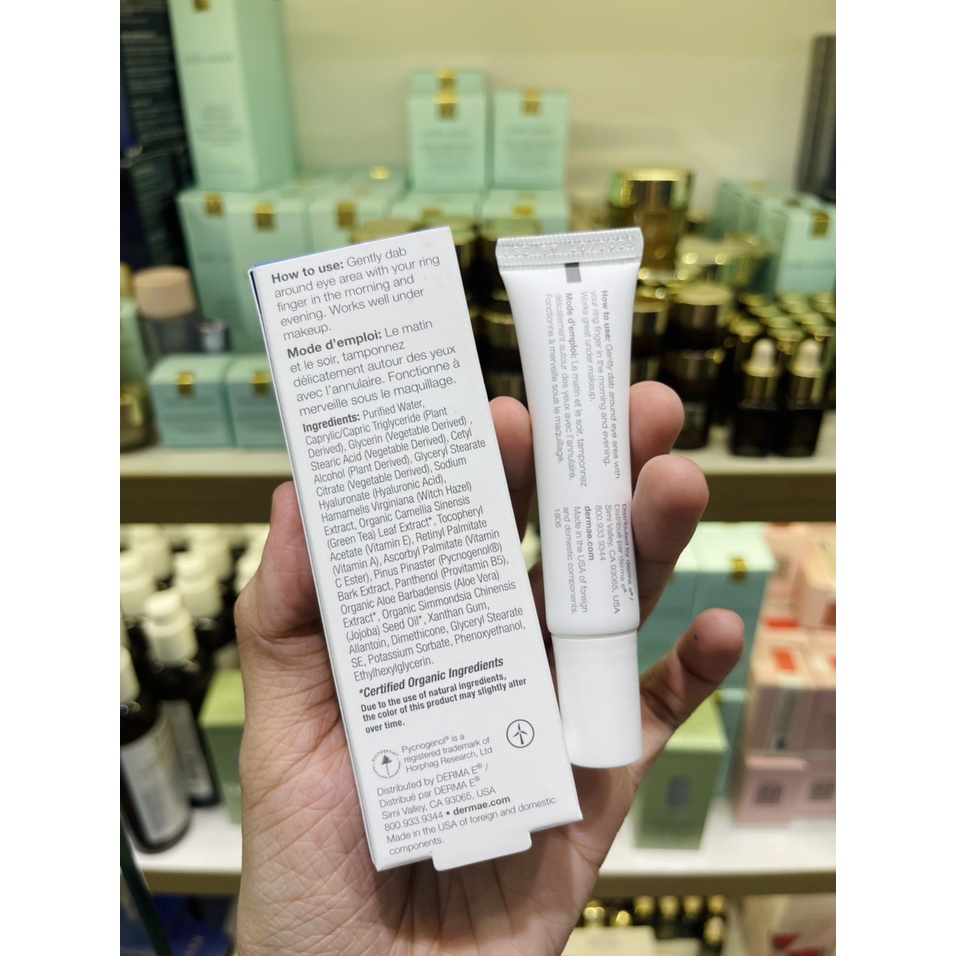 How to use: Gently dab
around eye area with your ring
finger in the morning and
evening. Works well under
makeup.
Mode d'emploi: Le matin
et le soir, tamponnez
délicatement autour des yeux
avec l'annulaire. Fonctionne à
merveille sous le maquillage.
Ingredients: Purified Water,
Caprylic/Capric Triglyceride (Plant
Derived), Glycerin (Vegetable Derived) ,
Stearic Acid (Vegetable Derived), Cetyl
Alcohol (Plant Derived), Glyceryl Stearate
Citrate (Vegetable Derived), Sodium
Hyaluronate (Hyaluronic Acid),
Hamamelis Virginiana (Witch Hazel)
Extract, Organic Camellia Sinensis
(Green Tea) Leaf Extract*, Tocopheryl
Acetate (Vitamin E), Retinyl Palmitate
(Vitamin A), Ascorbyl Palmitate (Vitamin
C Ester), Pinus Pinaster (Pycnogenol®)
Bark Extract, Panthenol (Provitamin B5),
Organic Aloe Barbadensis (Aloe Vera)
Extract*, Organic Simmondsia Chinensis
(Jojoba) Seed Oil*, Xanthan Gum,
Allantoin, Dimethicone, Glyceryl Stearate
SE, Potassium Sorbate, Phenoxyethanol,
Ethylhexylglycerin.
*Certified Organic Ingredients
Due to the use of natural ingredients,
the color of this product may slightly alter
over time.
Pycnogenol
Pycnogenol® is a
registered trademark of
Horphag Research, Ltd
Distributed by DERMA E® /
Distribué par DERMA E®
Simi Valley, CA 93065, USA
800.933.9344 • dermae.com
Made in the USA of foreign and domestic
components.
How to use: Gently dab around eye area with
your ring finger in the morning and evening.
Works great under makeup.
Mode d'emploi: Le matin et le soir, tamponnez
délicatement autour des yeux avec l'annulaire.
Fonctionne à merveille sous le maquillage.
Distributed by derma e® /
Distribué par derma e®
Simi Valley, CA 93065, USA
800.933.9344
dermae.com
Made in the USA of foreign
and domestic components.
1806